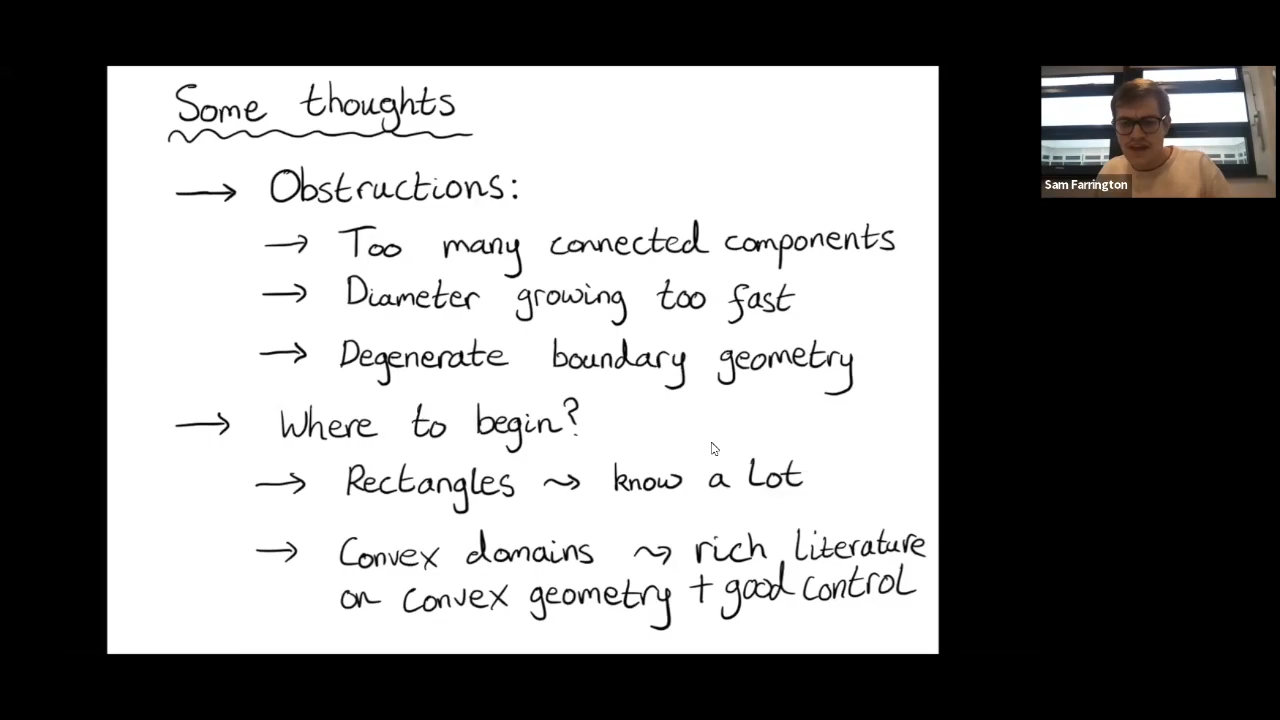 Some thoughts
→ Obstructions:
→ Too many connected components
→ Diameter growing too fast
→ Degenerate boundary geometry
→ Where to begin?
→ Rectangles ⇝ know a lot
→ Convex domains ⇝ rich literature
on convex geometry + good control
Sam Farrington